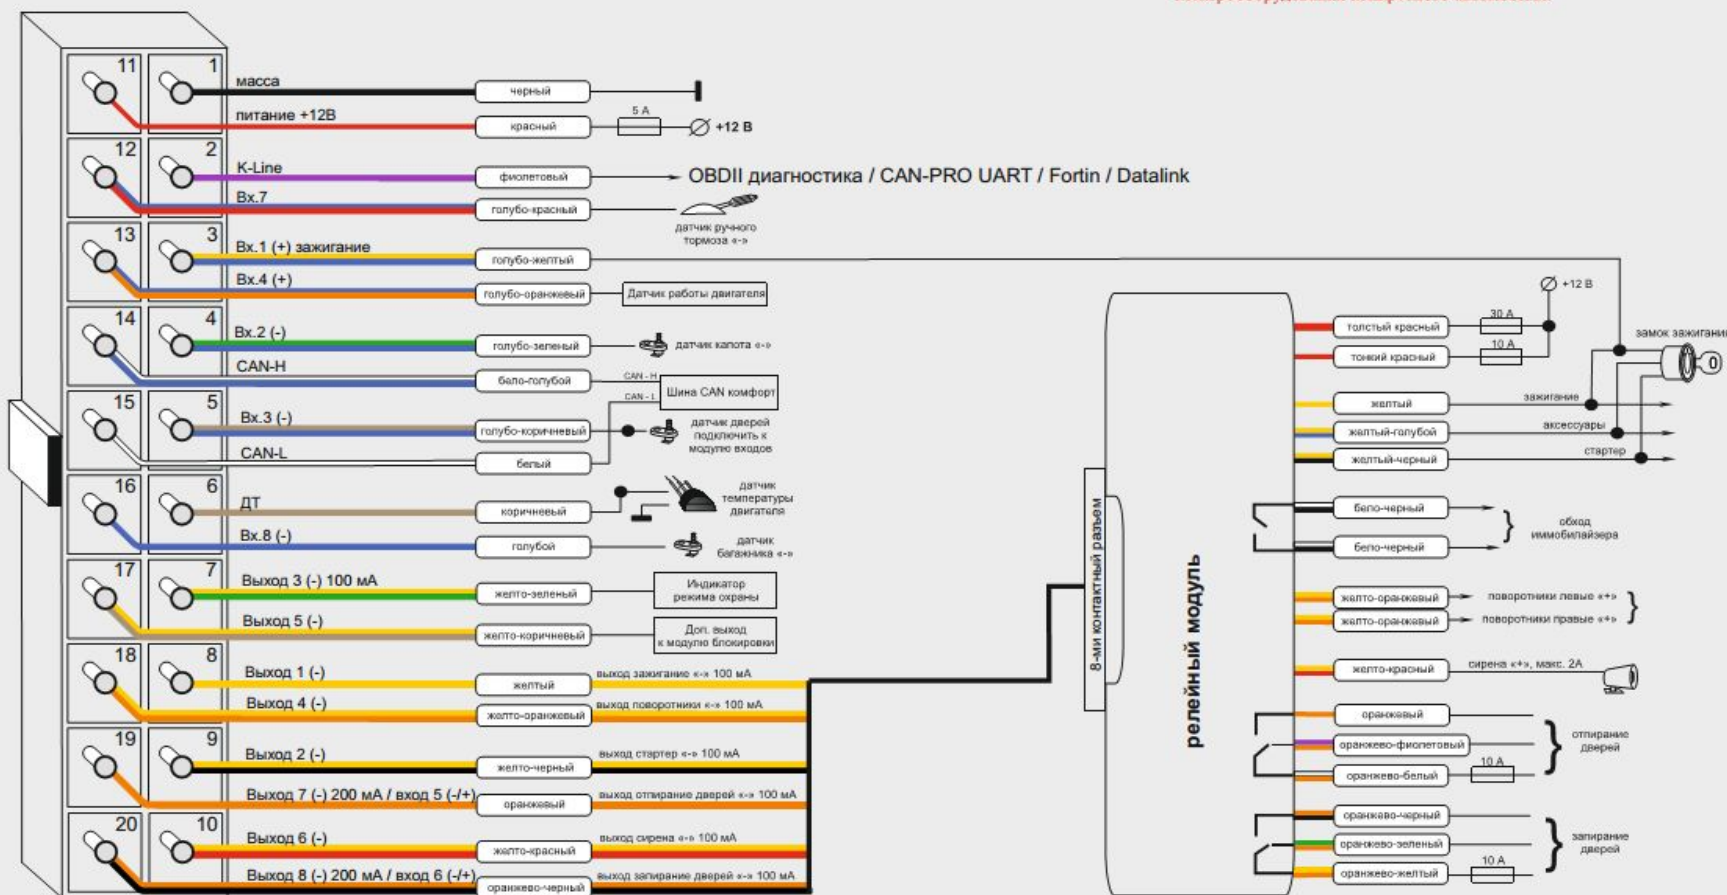 11
1
масса
черный
питание +12В
красный
5 А
+12 В
12
2
K-Line
фиолетовый
OBDII диагностика / CAN-PRO UART / Fortin / Datalink
Вх.7
голубо-красный
датчик ручного
тормоза «-»
13
3
Вх.1 (+) зажигание
голубо-желтый
Вх.4 (+)
голубо-оранжевый
Датчик работы двигателя
14
4
Вх.2 (-)
голубо-зеленый
датчик капота «-»
CAN-H
бело-голубой
CAN - H
CAN - L
Шина CAN комфорт
15
5
Вх.3 (-)
голубо-коричневый
датчик дверей
подключить к
модулю входов
CAN-L
белый
16
6
ДТ
коричневый
датчик
температуры
двигателя
Вх.8 (-)
голубой
датчик
багажника «-»
17
7
Выход 3 (-) 100 мА
желто-зеленый
Индикатор
режима охраны
Выход 5 (-)
желто-коричневый
Доп. выход
к модулю блокировки
18
8
Выход 1 (-)
желтый
выход зажигание «-» 100 мА
Выход 4 (-)
желто-оранжевый
выход поворотники «-» 100 мА
19
9
Выход 2 (-)
желто-черный
выход стартер «-» 100 мА
Выход 7 (-) 200 мА / вход 5 (-/+)
оранжевый
выход отпирание дверей «-» 100 мА
20
10
Выход 6 (-)
желто-красный
выход сирена «-» 100 мА
Выход 8 (-) 200 мА / вход 6 (-/+)
оранжево-черный
выход запирание дверей «-» 100 мА
8-ми контактный разъем
релейный модуль
+12 В
толстый красный
30 А
тонкий красный
10 А
замок зажигания
желтый
зажигание
желтый-голубой
аксессуары
желтый-черный
стартер
бело-черный
бело-черный
обход
иммобилайзера
желто-оранжевый
поворотники левые «+»
желто-оранжевый
поворотники правые «+»
желто-красный
сирена «+», макс. 2А
оранжевый
оранжево-фиолетовый
оранжево-белый
10 А
отпирание
дверей
оранжево-черный
оранжево-зеленый
оранжево-желтый
10 А
запирание
дверей